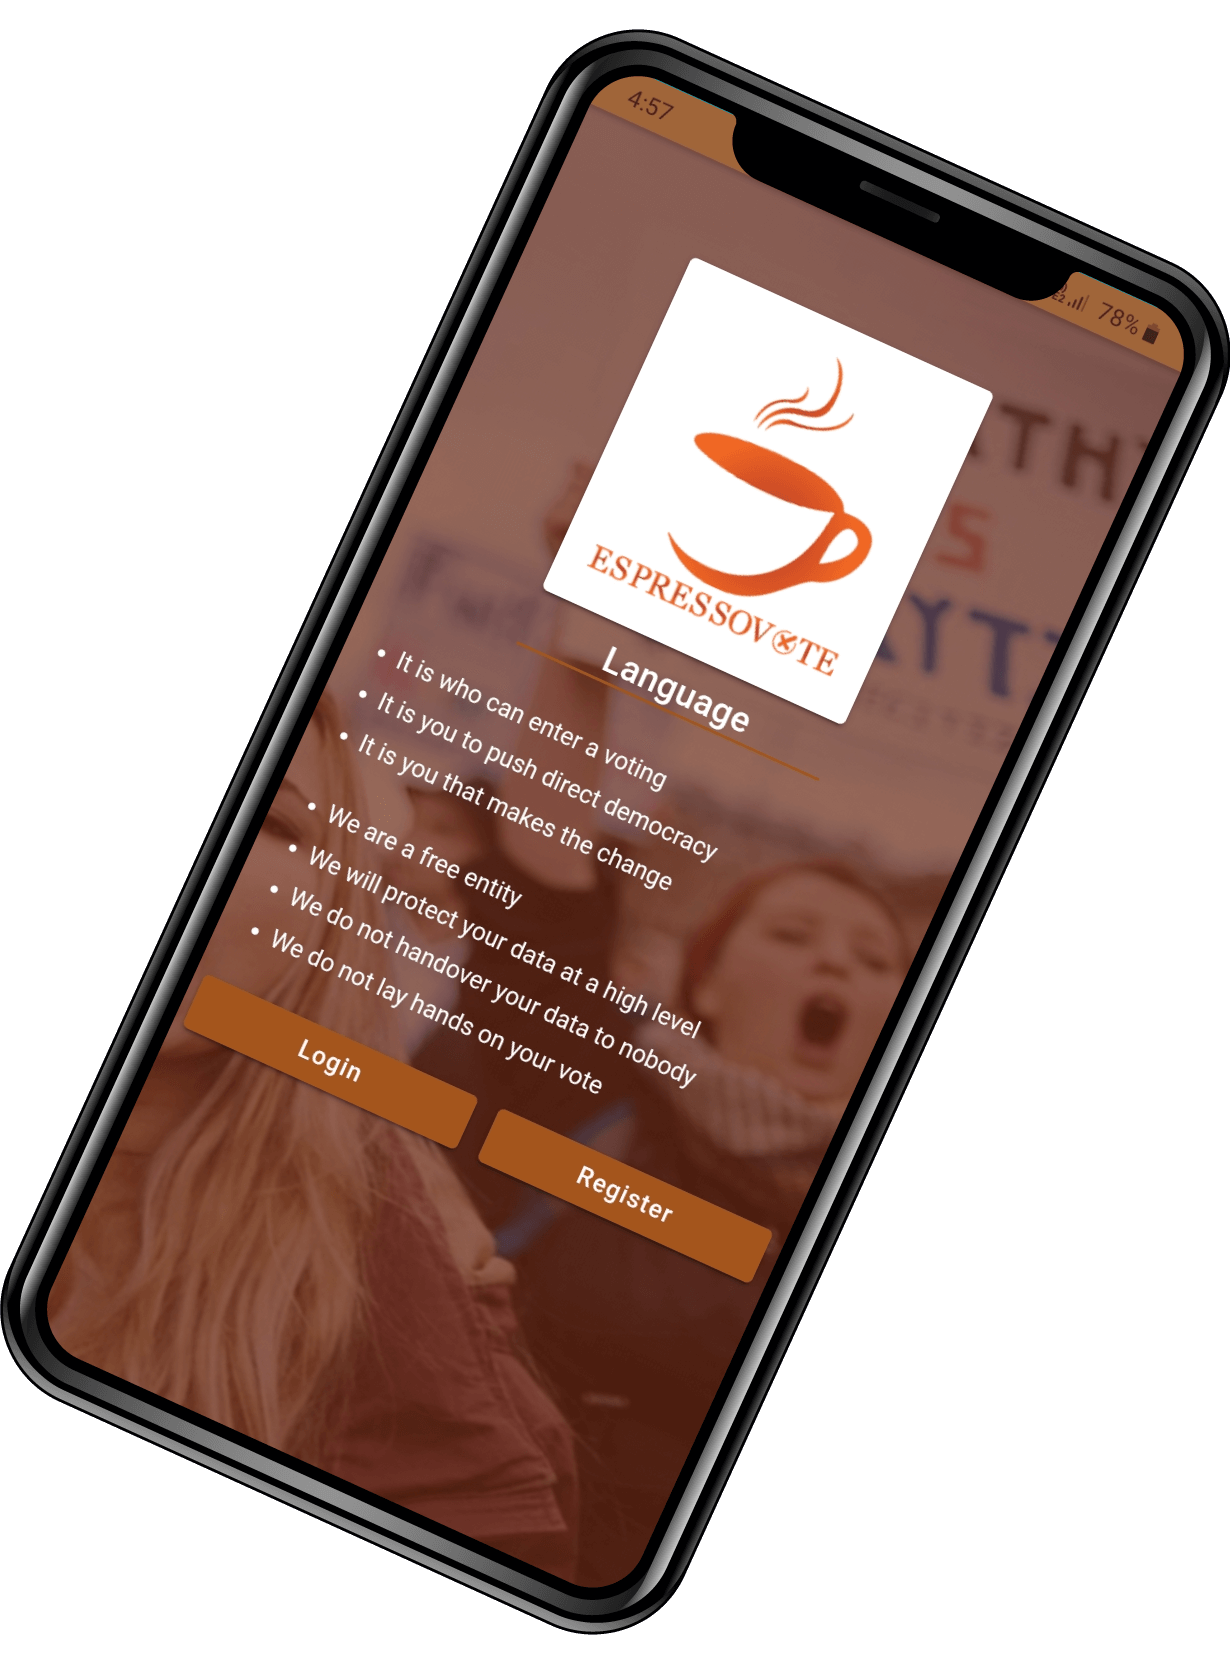 4:57
78%
ESPRESSOVOTE
Language
• It is who can enter a voting
• It is you to push direct democracy
• It is you that makes the change
• We are a free entity
• We will protect your data at a high level
• We do not handover your data to nobody
• We do not lay hands on your vote
Login
Register